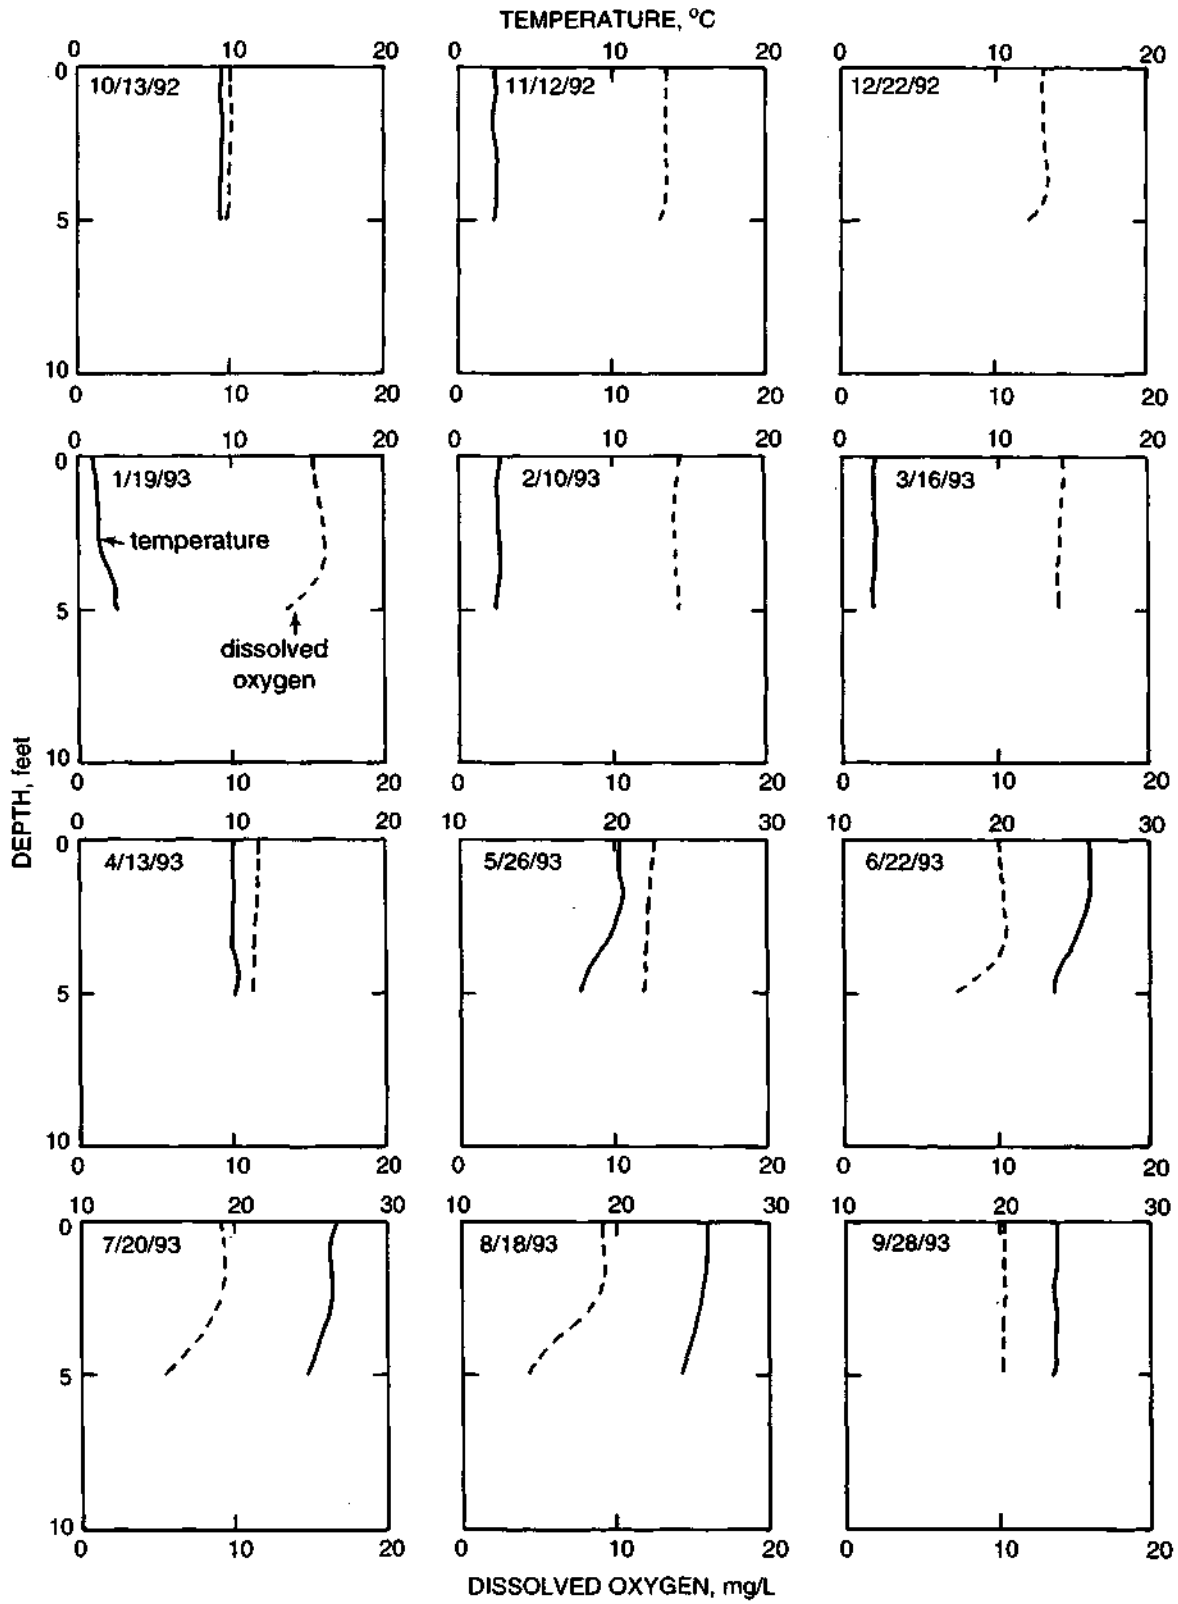 TEMPERATURE, °C
0 10 20 0 10 20 0 10 20
0 10/13/92 11/12/92 12/22/92
5
10
0 10 20 0 10 20 0 10 20
0 10 20 0 10 20 0 10 20
0 1/19/93 2/10/93 3/16/93
temperature
5
dissolved
oxygen
10
0 10 20 0 10 20 0 10 20
DEPTH, feet
0 10 20 10 20 30 10 20 30
0 4/13/93 5/26/93 6/22/93
5
10
0 10 20 0 10 20 0 10 20
10 20 30 10 20 30 10 20 30
0 7/20/93 8/18/93 9/28/93
5
10
0 10 20 0 10 20 0 10 20
DISSOLVED OXYGEN, mg/L